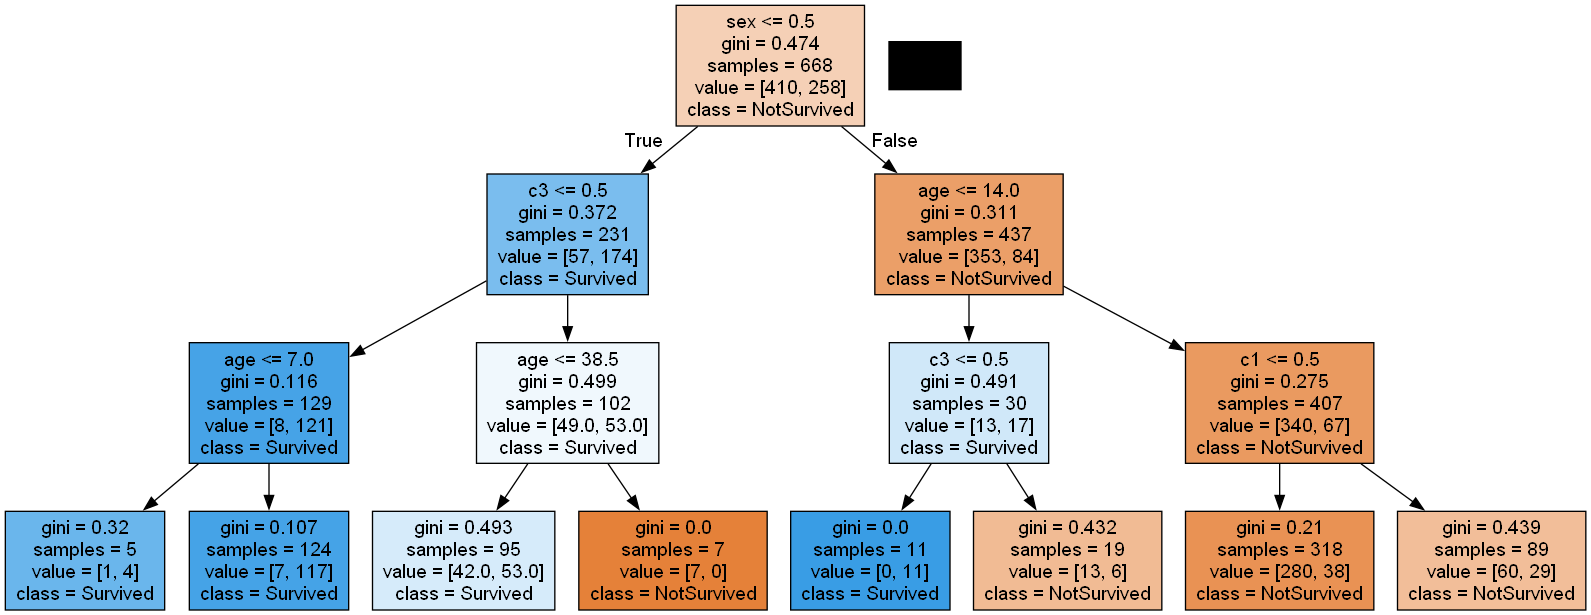 sex <= 0.5
gini = 0.474
samples = 668
value = [410, 258]
class = NotSurvived
True
False
c3 <= 0.5
gini = 0.372
samples = 231
value = [57, 174]
class = Survived
age <= 14.0
gini = 0.311
samples = 437
value = [353, 84]
class = NotSurvived
age <= 7.0
gini = 0.116
samples = 129
value = [8, 121]
class = Survived
age <= 38.5
gini = 0.499
samples = 102
value = [49.0, 53.0]
class = Survived
c3 <= 0.5
gini = 0.491
samples = 30
value = [13, 17]
class = Survived
c1 <= 0.5
gini = 0.275
samples = 407
value = [340, 67]
class = NotSurvived
gini = 0.32
samples = 5
value = [1, 4]
class = Survived
gini = 0.107
samples = 124
value = [7, 117]
class = Survived
gini = 0.493
samples = 95
value = [42.0, 53.0]
class = Survived
gini = 0.0
samples = 7
value = [7, 0]
class = NotSurvived
gini = 0.0
samples = 11
value = [0, 11]
class = Survived
gini = 0.432
samples = 19
value = [13, 6]
class = NotSurvived
gini = 0.21
samples = 318
value = [280, 38]
class = NotSurvived
gini = 0.439
samples = 89
value = [60, 29]
class = NotSurvived